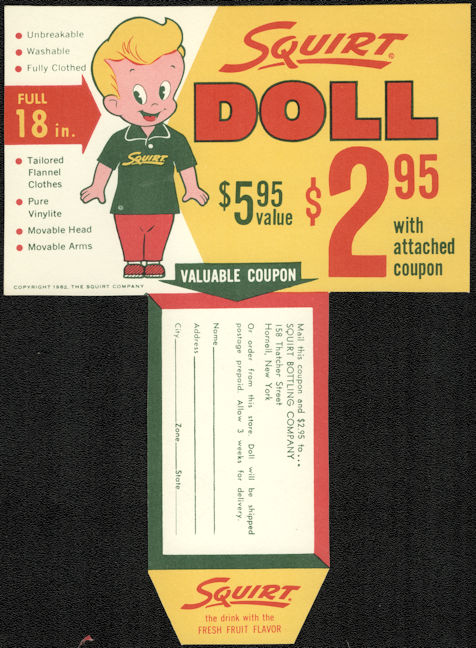 • Unbreakable
• Washable
• Fully Clothed
FULL
18 in.
• Tailored
Flannel
Clothes
• Pure
Vinylite
• Movable Head
• Movable Arms
COPYRIGHT 1962, THE SQUIRT COMPANY
SQUIRT
SQUIRT®
DOLL
$5.95
value
$2.95
with
attached
coupon
VALUABLE COUPON
Mail this coupon and $2.95 to...
SQUIRT BOTTLING COMPANY
158 Thatcher Street
Hornell, New York
Or order from this store. Doll will be shipped
postage prepaid. Allow 3 weeks for delivery.
Name
Address
City Zone State
SQUIRT®
the drink with the
FRESH FRUIT FLAVOR